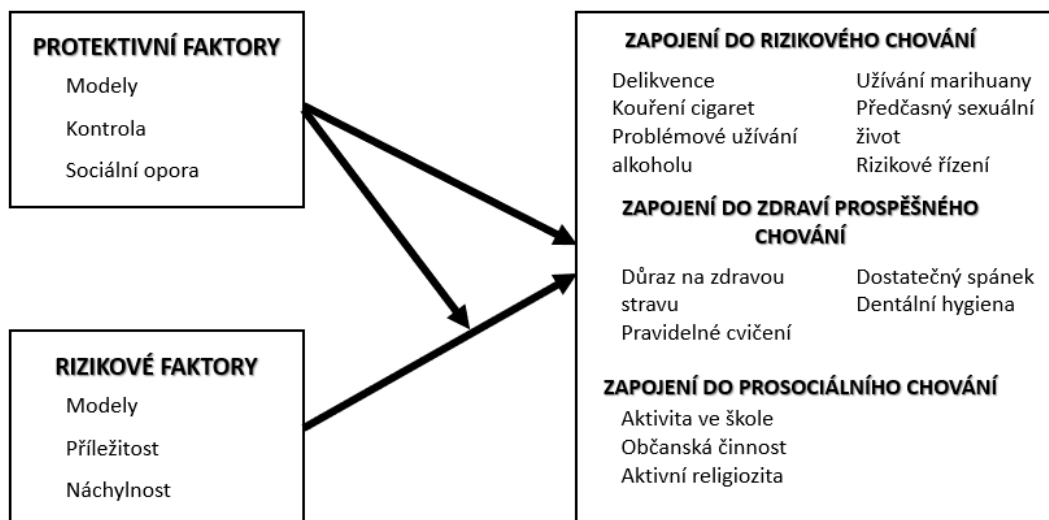 PROTEKTIVNÍ FAKTORY
Modely
Kontrola
Sociální opora
RIZIKOVÉ FAKTORY
Modely
Příležitost
Náchylnost
ZAPOJENÍ DO RIZIKOVÉHO CHOVÁNÍ
Delikvence
Kouření cigaret
Problémové užívání
alkoholu
Užívání marihuany
Předčasný sexuální
život
Rizikové řízení
ZAPOJENÍ DO ZDRAVÍ PROSPĚŠNÉHO
CHOVÁNÍ
Důraz na zdravou
stravu
Pravidelné cvičení
Dostatečný spánek
Dentální hygiena
ZAPOJENÍ DO PROSOCIÁLNÍHO CHOVÁNÍ
Aktivita ve škole
Občanská činnost
Aktivní religiozita